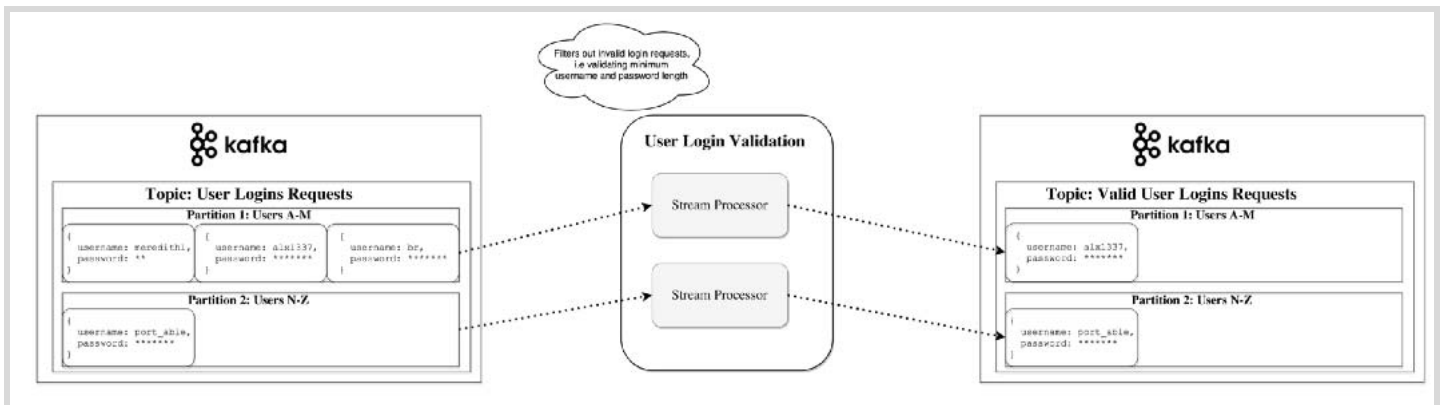 Filters out invalid login requests,
i.e validating minimum
username and password length
kafka
Topic: User Logins Requests
Partition 1: Users A-M
{
username: meredithl,
password: **
}
{
username: alx1337,
password: *******
}
{
username: br,
password: *******
}
Partition 2: Users N-Z
{
username: port_able,
password: *******
}
User Login Validation
Stream Processor
Stream Processor
kafka
Topic: Valid User Logins Requests
Partition 1: Users A-M
{
username: alx1337,
password: *******
}
Partition 2: Users N-Z
{
username: port_able,
password: *******
}